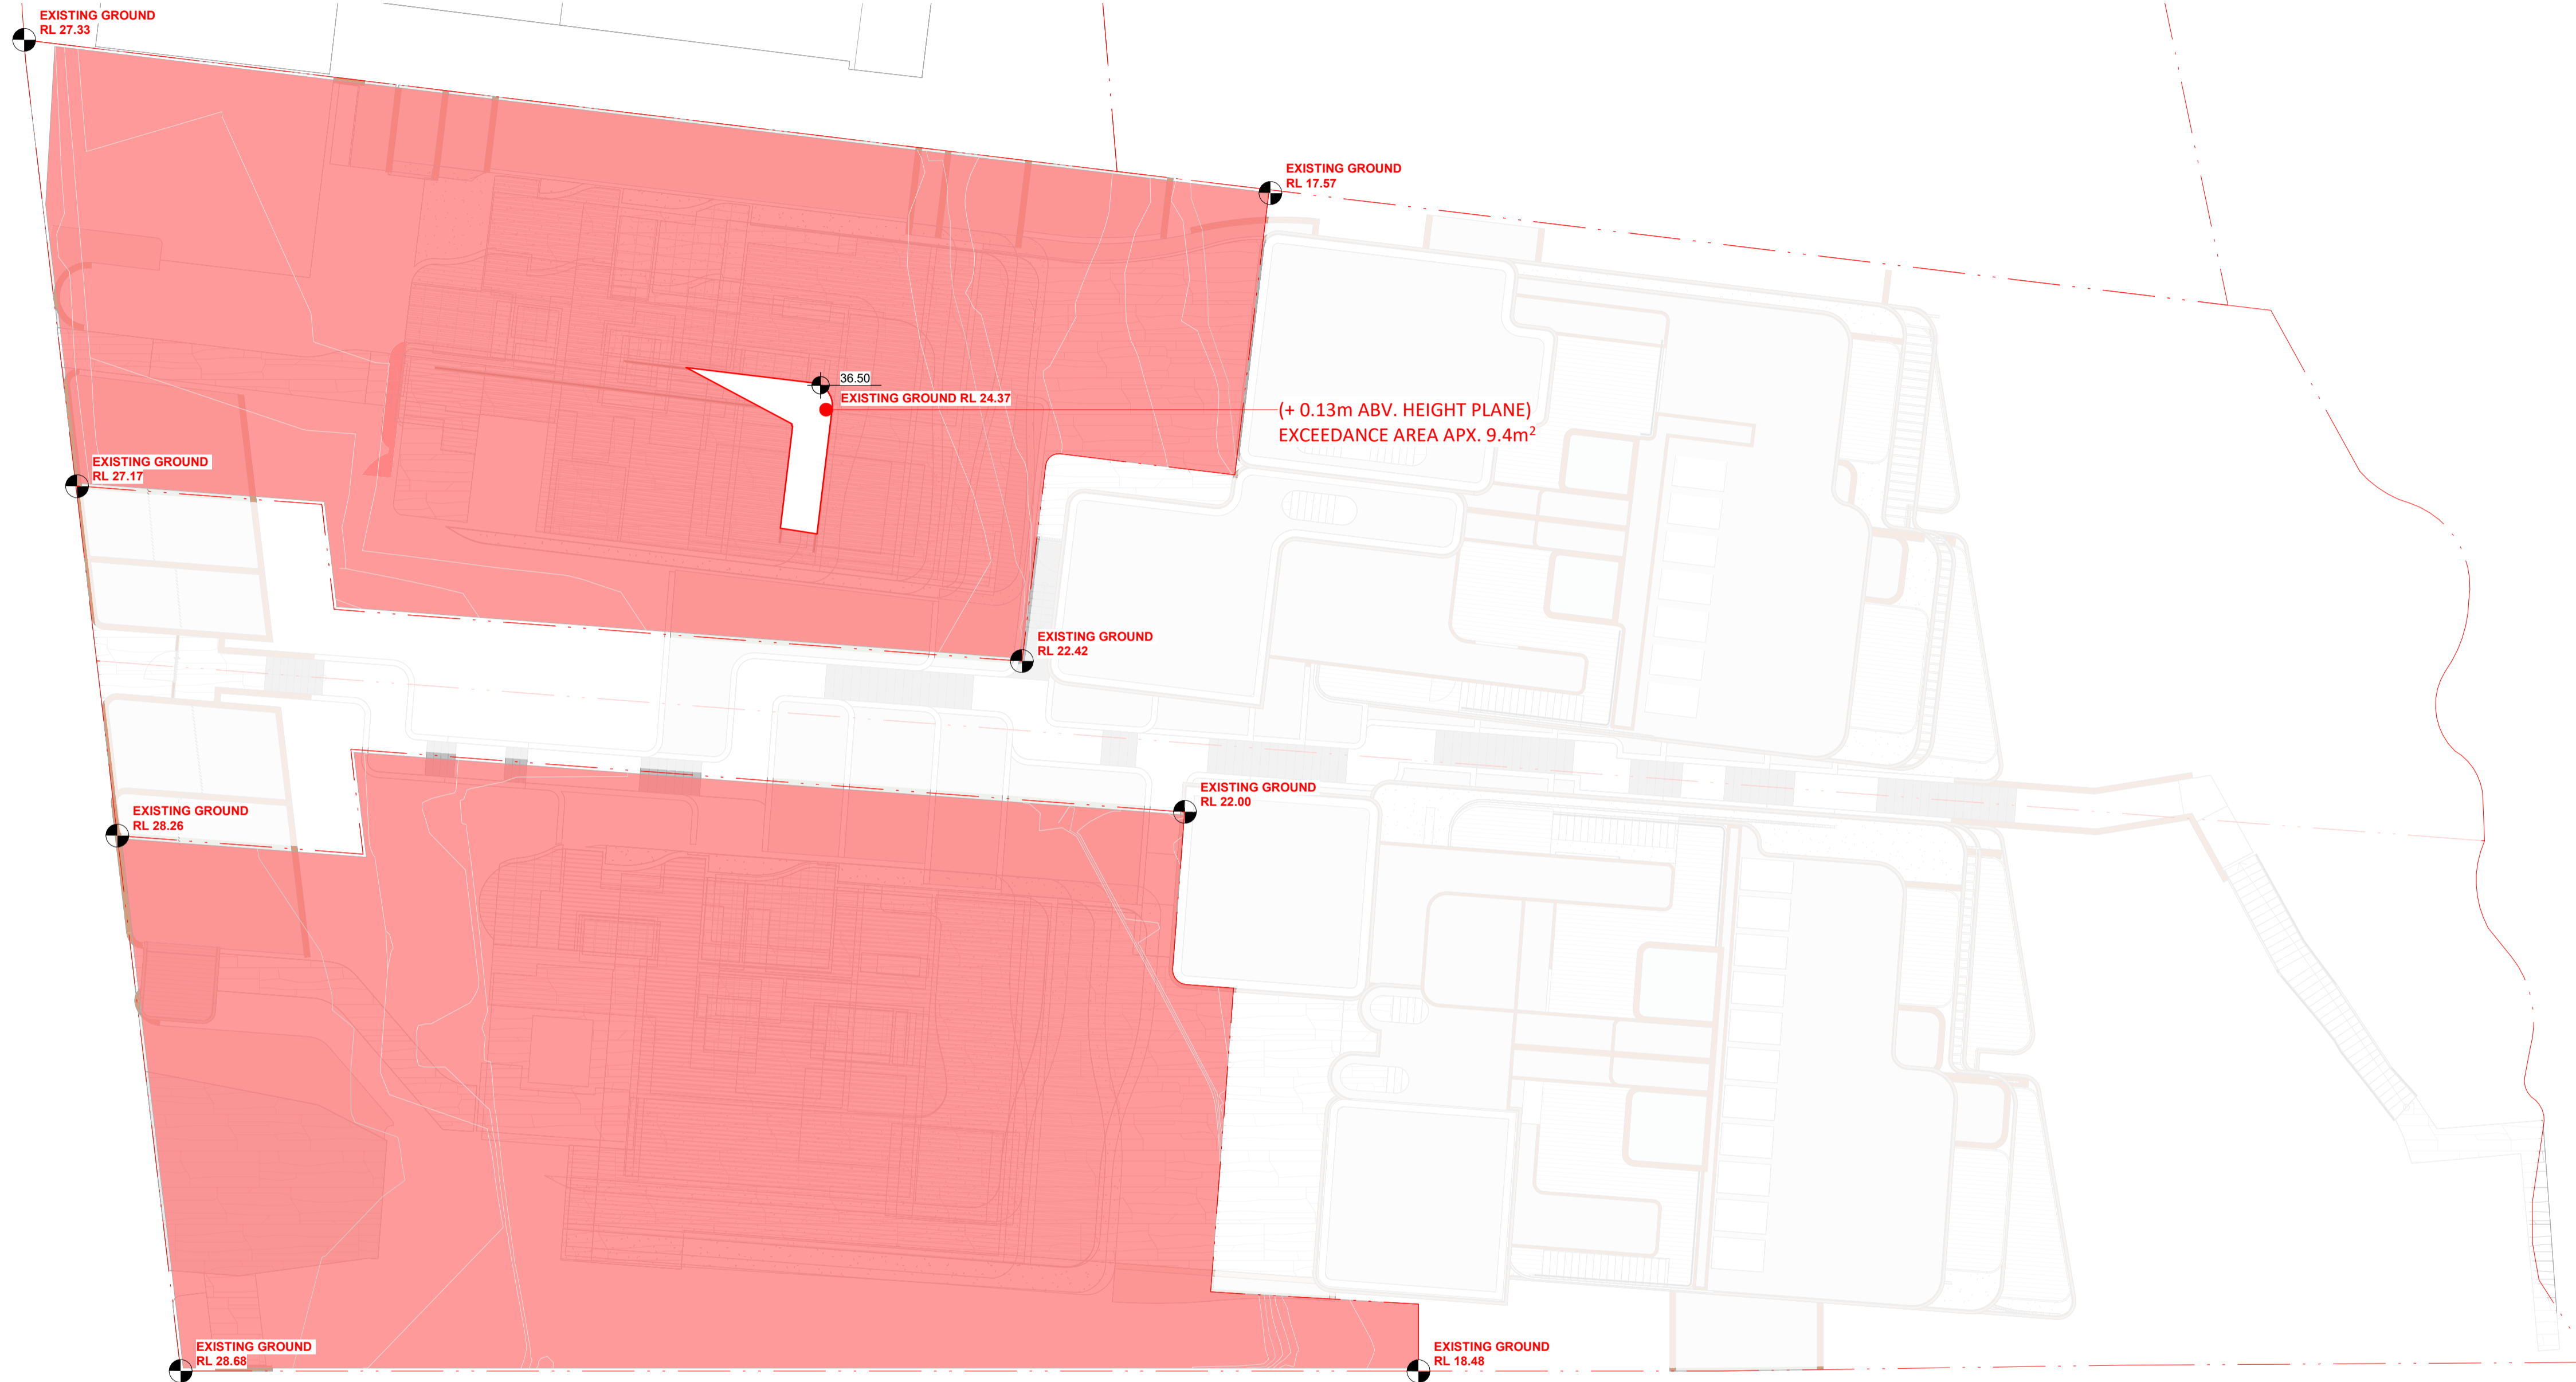 EXISTING GROUND
RL 27.33
EXISTING GROUND
RL 17.57
36.50
EXISTING GROUND RL 24.37
(+ 0.13m ABV. HEIGHT PLANE)
EXCEEDANCE AREA APX. 9.4m²
EXISTING GROUND
RL 27.17
EXISTING GROUND
RL 22.42
EXISTING GROUND
RL 22.00
EXISTING GROUND
RL 28.26
EXISTING GROUND
RL 28.68
EXISTING GROUND
RL 18.48